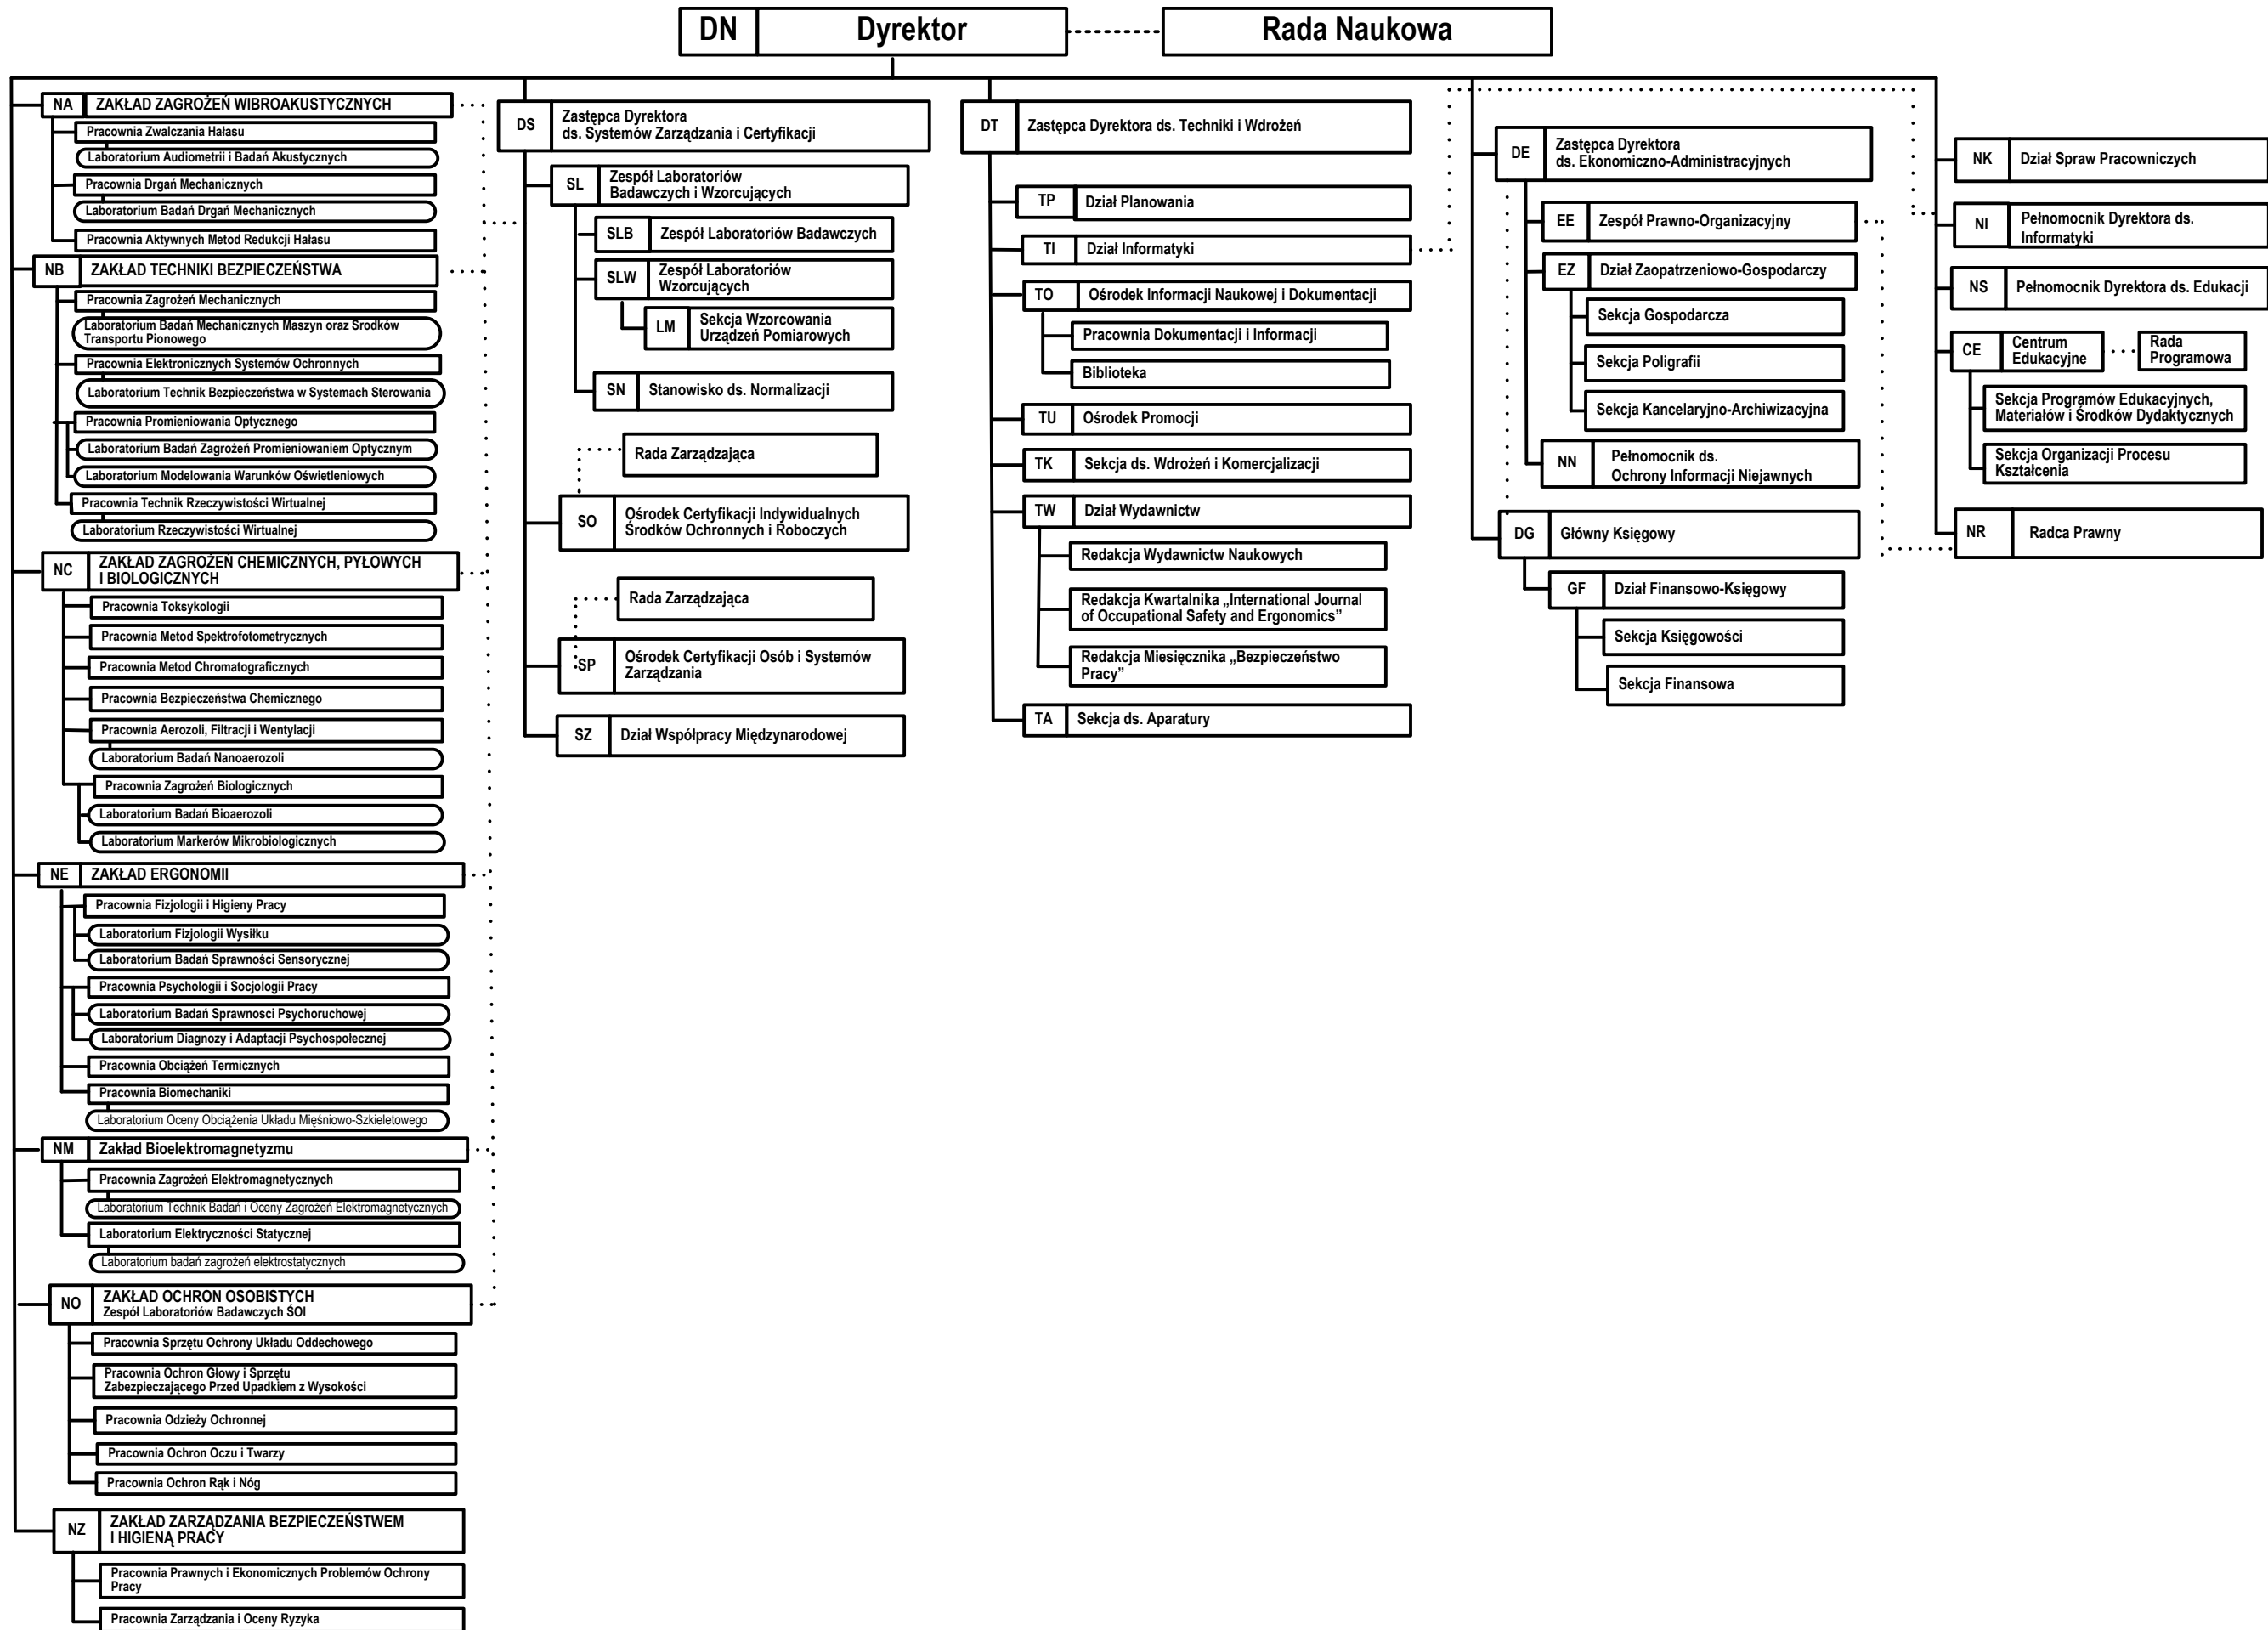 DN Dyrektor
Rada Naukowa
NA ZAKŁAD ZAGROŻEŃ WIBROAKUSTYCZNYCH
Pracownia Zwalczania Hałasu
Laboratorium Audiometrii i Badań Akustycznych
Pracownia Drgań Mechanicznych
Laboratorium Badań Drgań Mechanicznych
Pracownia Aktywnych Metod Redukcji Hałasu
NB ZAKŁAD TECHNIKI BEZPIECZEŃSTWA
Pracownia Zagrożeń Mechanicznych
Laboratorium Badań Mechanicznych Maszyn oraz Środków
Transportu Pionowego
Pracownia Elektronicznych Systemów Ochronnych
Laboratorium Technik Bezpieczeństwa w Systemach Sterowania
Pracownia Promieniowania Optycznego
Laboratorium Badań Zagrożeń Promieniowaniem Optycznym
Laboratorium Modelowania Warunków Oświetleniowych
Pracownia Technik Rzeczywistości Wirtualnej
Laboratorium Rzeczywistości Wirtualnej
NC ZAKŁAD ZAGROŻEŃ CHEMICZNYCH, PYŁOWYCH
I BIOLOGICZNYCH
Pracownia Toksykologii
Pracownia Metod Spektrofotometrycznych
Pracownia Metod Chromatograficznych
Pracownia Bezpieczeństwa Chemicznego
Pracownia Aerozoli, Filtracji i Wentylacji
Laboratorium Badań Nanoaerozoli
Pracownia Zagrożeń Biologicznych
Laboratorium Badań Bioaerozoli
Laboratorium Markerów Mikrobiologicznych
NE ZAKŁAD ERGONOMII
Pracownia Fizjologii i Higieny Pracy
Laboratorium Fizjologii Wysiłku
Laboratorium Badań Sprawności Sensorycznej
Pracownia Psychologii i Socjologii Pracy
Laboratorium Badań Sprawnosci Psychoruchowej
Laboratorium Diagnozy i Adaptacji Psychospołecznej
Pracownia Obciążeń Termicznych
Pracownia Biomechaniki
Laboratorium Oceny Obciążenia Układu Mięśniowo-Szkieletowego
NM Zakład Bioelektromagnetyzmu
Pracownia Zagrożeń Elektromagnetycznych
Laboratorium Technik Badań i Oceny Zagrożeń Elektromagnetycznych
Laboratorium Elektryczności Statycznej
Laboratorium badań zagrożeń elektrostatycznych
NO ZAKŁAD OCHRON OSOBISTYCH
Zespół Laboratoriów Badawczych ŚOI
Pracownia Sprzętu Ochrony Układu Oddechowego
Pracownia Ochron Głowy i Sprzętu
Zabezpieczającego Przed Upadkiem z Wysokości
Pracownia Odzieży Ochronnej
Pracownia Ochron Oczu i Twarzy
Pracownia Ochron Rąk i Nóg
NZ ZAKŁAD ZARZĄDZANIA BEZPIECZEŃSTWEM
I HIGIENĄ PRACY
Pracownia Prawnych i Ekonomicznych Problemów Ochrony
Pracy
Pracownia Zarządzania i Oceny Ryzyka
DS Zastępca Dyrektora
ds. Systemów Zarządzania i Certyfikacji
SL Zespół Laboratoriów
Badawczych i Wzorcujących
SLB Zespół Laboratoriów Badawczych
SLW Zespół Laboratoriów
Wzorcujących
LM Sekcja Wzorcowania
Urządzeń Pomiarowych
SN Stanowisko ds. Normalizacji
Rada Zarządzająca
SO Ośrodek Certyfikacji Indywidualnych
Środków Ochronnych i Roboczych
Rada Zarządzająca
SP Ośrodek Certyfikacji Osób i Systemów
Zarządzania
SZ Dział Współpracy Międzynarodowej
DT Zastępca Dyrektora ds. Techniki i Wdrożeń
TP Dział Planowania
TI Dział Informatyki
TO Ośrodek Informacji Naukowej i Dokumentacji
Pracownia Dokumentacji i Informacji
Biblioteka
TU Ośrodek Promocji
TK Sekcja ds. Wdrożeń i Komercjalizacji
TW Dział Wydawnictw
Redakcja Wydawnictw Naukowych
Redakcja Kwartalnika „International Journal
of Occupational Safety and Ergonomics”
Redakcja Miesięcznika „Bezpieczeństwo
Pracy”
TA Sekcja ds. Aparatury
DE Zastępca Dyrektora
ds. Ekonomiczno-Administracyjnych
EE Zespół Prawno-Organizacyjny
EZ Dział Zaopatrzeniowo-Gospodarczy
Sekcja Gospodarcza
Sekcja Poligrafii
Sekcja Kancelaryjno-Archiwizacyjna
NN Pełnomocnik ds.
Ochrony Informacji Niejawnych
DG Główny Księgowy
GF Dział Finansowo-Księgowy
Sekcja Księgowości
Sekcja Finansowa
NK Dział Spraw Pracowniczych
NI Pełnomocnik Dyrektora ds.
Informatyki
NS Pełnomocnik Dyrektora ds. Edukacji
CE Centrum
Edukacyjne
Rada
Programowa
Sekcja Programów Edukacyjnych,
Materiałów i Środków Dydaktycznych
Sekcja Organizacji Procesu
Kształcenia
NR Radca Prawny